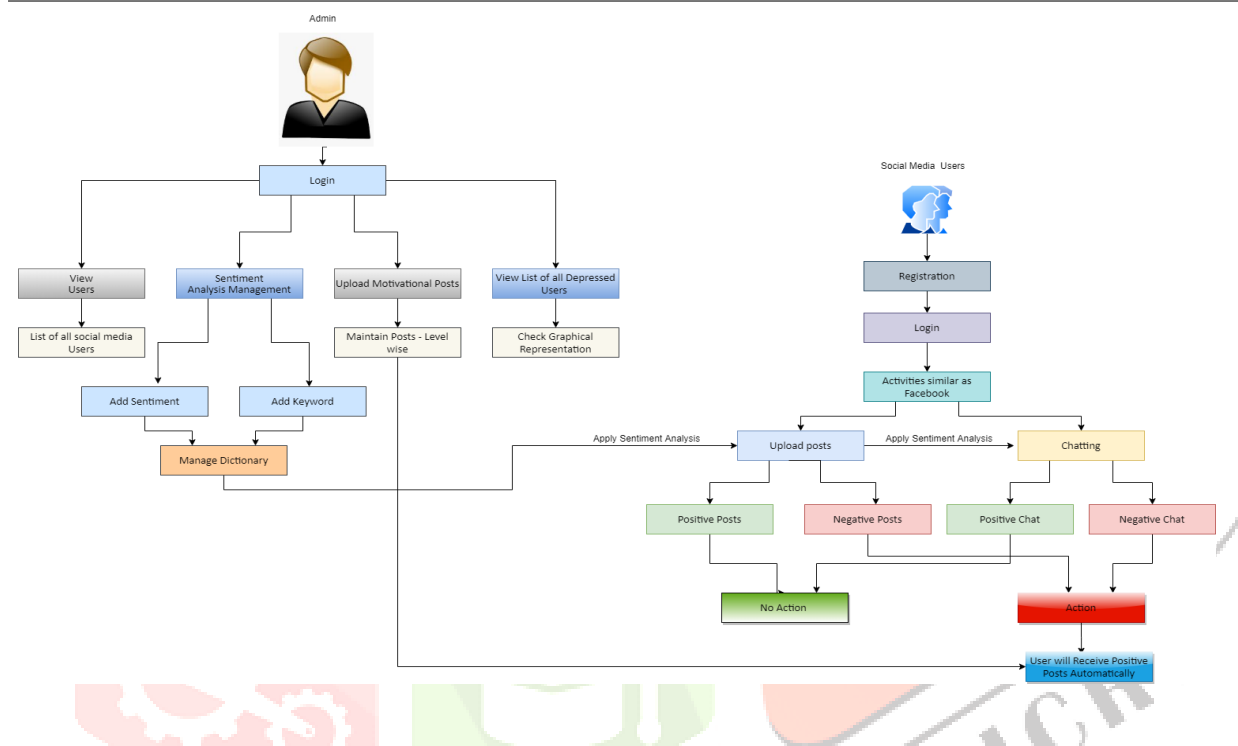 Admin
Login
View
Users
Sentiment
Analysis Management
Upload Motivational Posts
View List of all Depressed
Users
List of all social media
Users
Maintain Posts - Level
wise
Check Graphical
Representation
Add Sentiment
Add Keyword
Manage Dictionary
Social Media Users
Registration
Login
Activities similar as
Facebook
Apply Sentiment Analysis
Upload posts
Apply Sentiment Analysis
Chatting
Positive Posts
Negative Posts
Positive Chat
Negative Chat
No Action
Action
User will Receive Positive
Posts Automatically